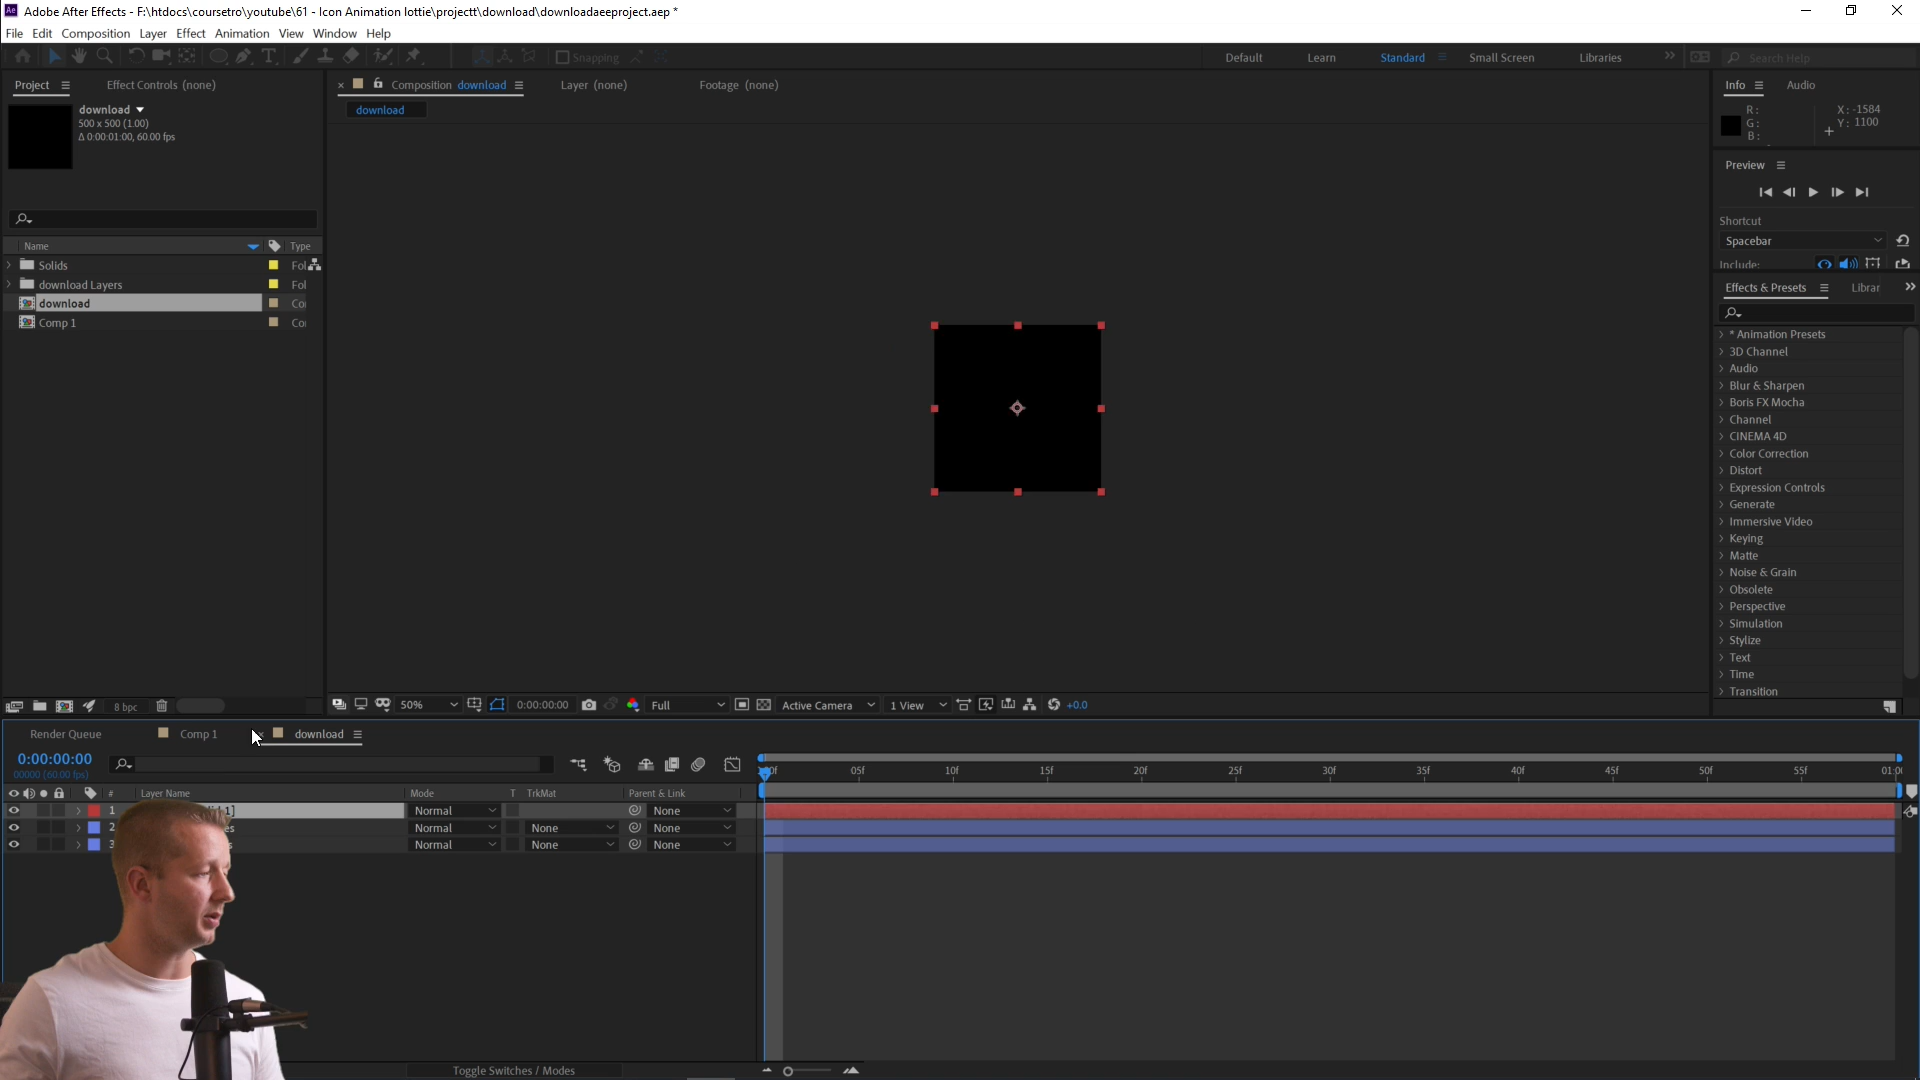 Adobe After Effects - F:\htdocs\coursetro\youtube\61 - Icon Animation lottie\projectt\download\downloadaeeproject.aep *
File Edit Composition Layer Effect Animation View Window Help
Snapping
Default Learn Standard Small Screen Libraries Search Help
Project Effect Controls (none)
Composition download Layer (none) Footage (none)
Info Audio
download
500 x 500 (1.00)
Δ 0:00:01:00, 60.00 fps
download
R:
G:
B:
X: -1584
Y: 1100
Preview
Shortcut
Spacebar
Include:
Name Type
Solids Fol
download Layers Fol
download Co
Comp 1 Co
Effects & Presets Librar
* Animation Presets
3D Channel
Audio
Blur & Sharpen
Boris FX Mocha
Channel
CINEMA 4D
Color Correction
Distort
Expression Controls
Generate
Immersive Video
Keying
Matte
Noise & Grain
Obsolete
Perspective
Simulation
Stylize
Text
Time
Transition
8 bpc
50% 0:00:00:00 Full Active Camera 1 View +0.0
Render Queue Comp 1 download
0:00:00:00
00000 (60.00 fps)
05f 10f 15f 20f 25f 30f 35f 40f 45f 50f 55f 01:0
# Layer Name Mode T TrkMat Parent & Link
1 Normal None
2 es Normal None None
3 s Normal None None
Toggle Switches / Modes